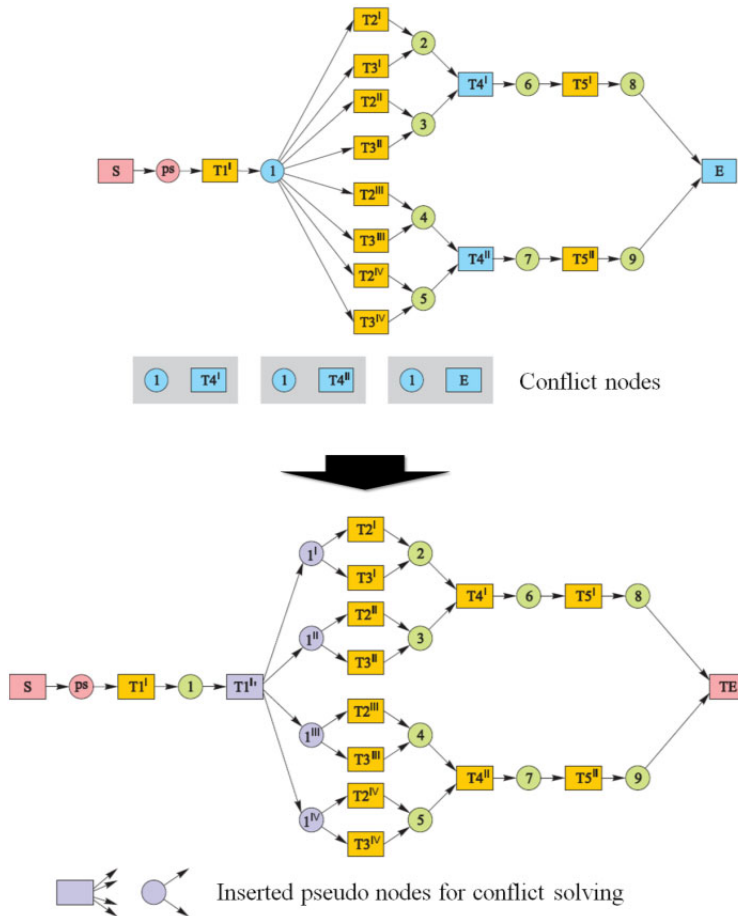 T2ᴵ
2
T3ᴵ
T4ᴵ
6
T5ᴵ
8
T2ᴵᴵ
3
T3ᴵᴵ
S
ps
T1ᴵ
1
E
T2ᴵᴵᴵ
4
T3ᴵᴵᴵ
T4ᴵᴵ
7
T5ᴵᴵ
9
T2ᴵⱽ
5
T3ᴵⱽ
1 T4ᴵ
1 T4ᴵᴵ
1 E
Conflict nodes
T2ᴵ
1ᴵ
2
T3ᴵ
T4ᴵ
6
T5ᴵ
8
T2ᴵᴵ
1ᴵᴵ
3
T3ᴵᴵ
S
ps
T1ᴵ
1
TE
T2ᴵᴵᴵ
1ᴵᴵᴵ
4
T3ᴵᴵᴵ
T4ᴵᴵ
7
T5ᴵᴵ
9
T2ᴵⱽ
1ᴵⱽ
5
T3ᴵⱽ
Inserted pseudo nodes for conflict solving